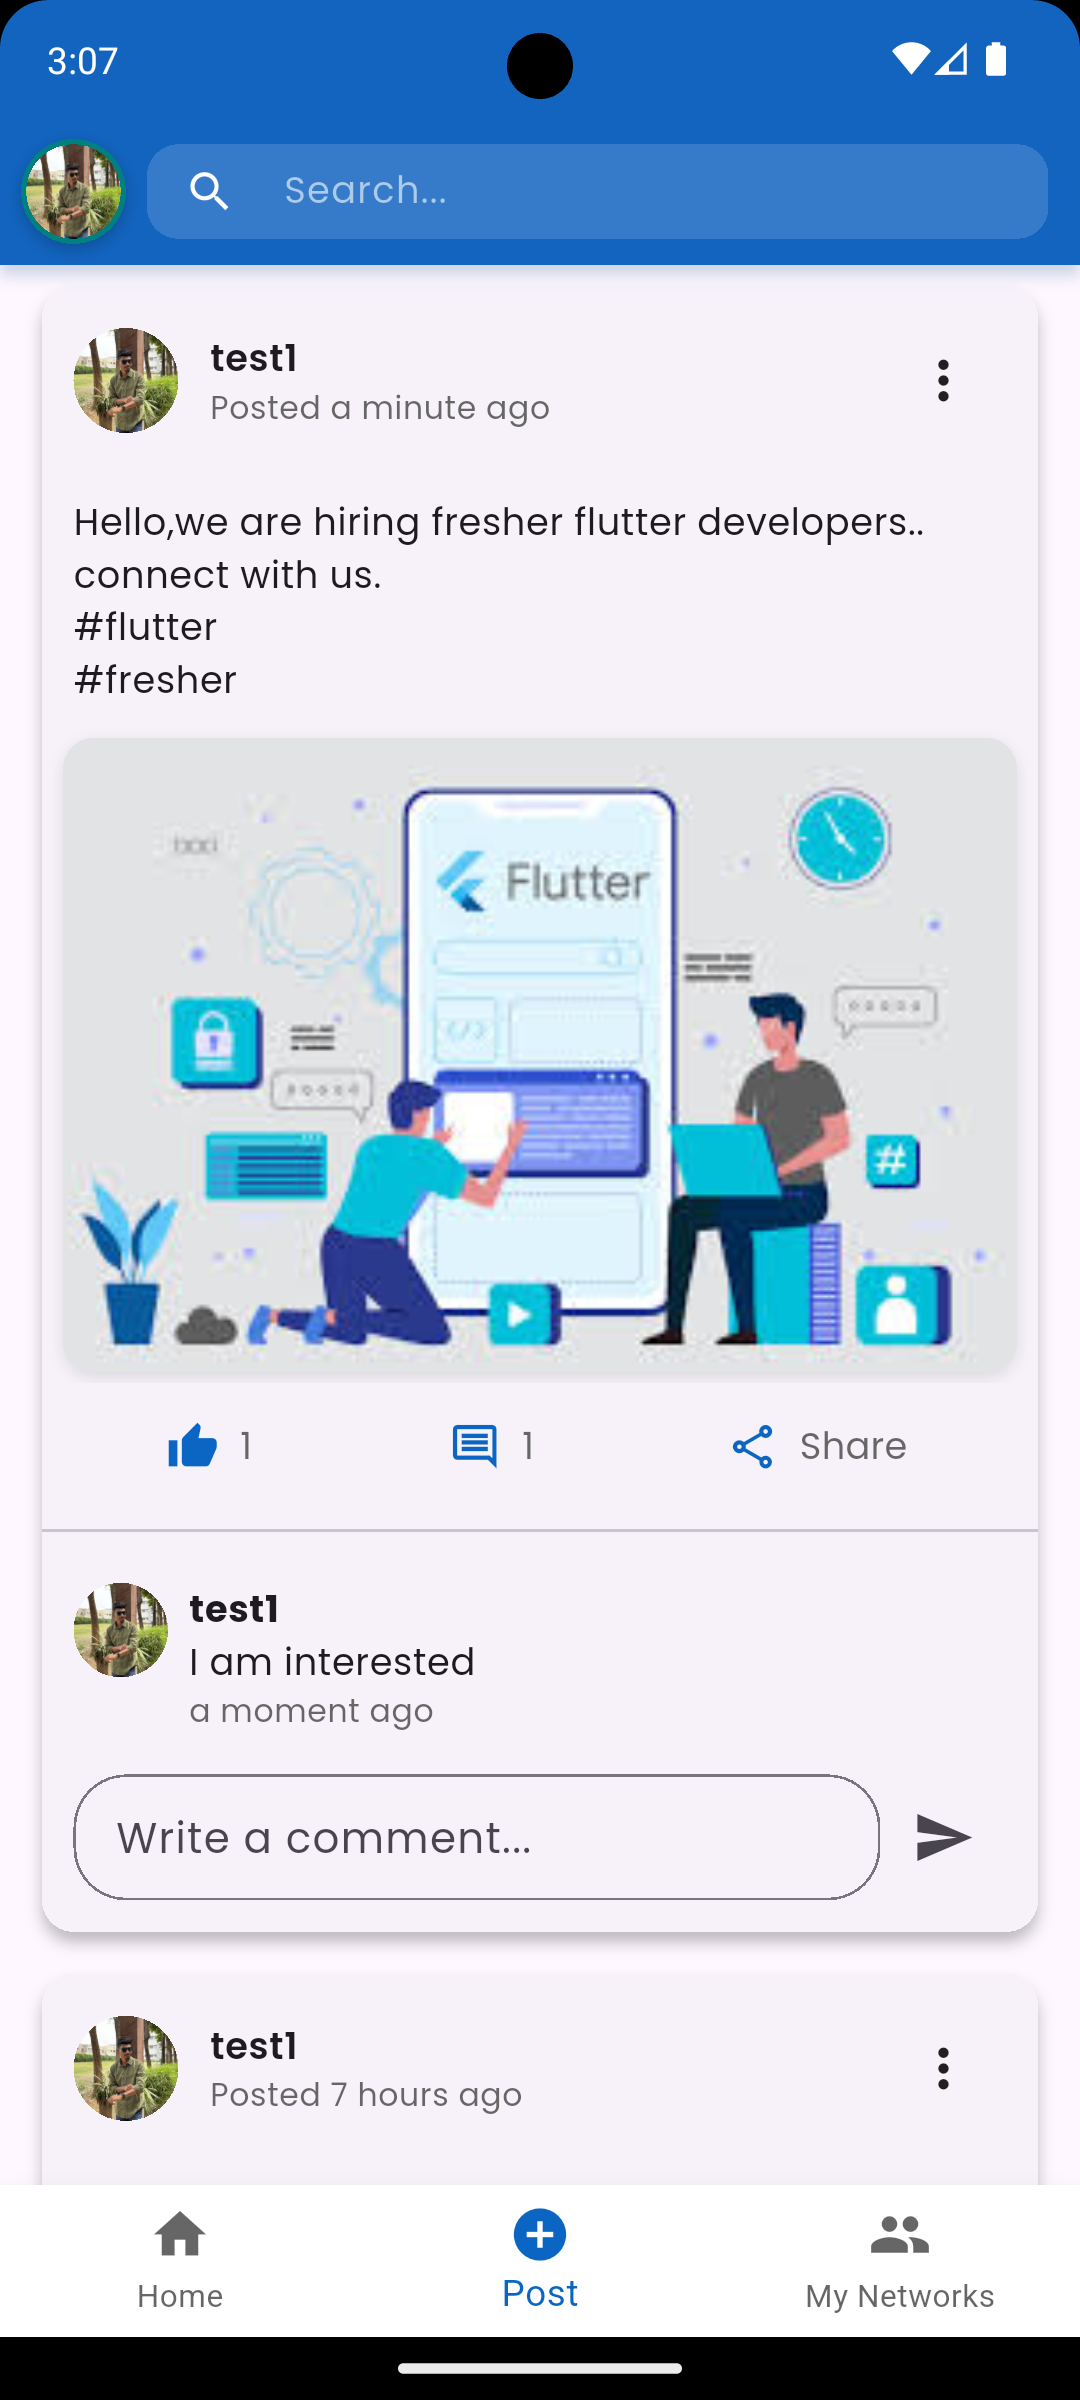 3:07
Search...
test1
Posted a minute ago
Hello,we are hiring fresher flutter developers..
connect with us.
#flutter
#fresher
Flutter
</>
#
1
1
Share
test1
I am interested
a moment ago
Write a comment...
test1
Posted 7 hours ago
Home
Post
My Networks